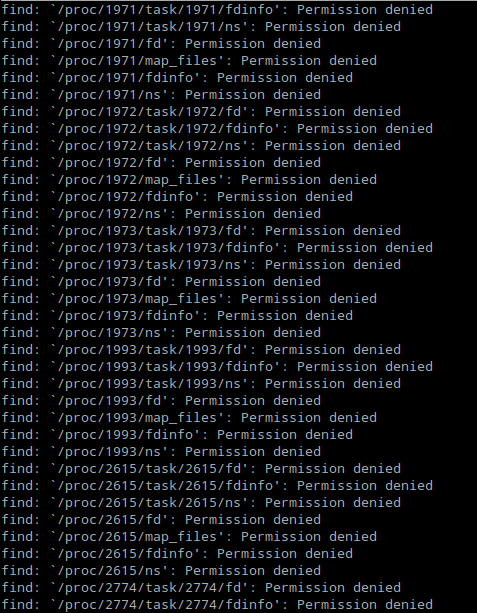 find: `/proc/1971/task/1971/fdinfo': Permission denied
find: `/proc/1971/task/1971/ns': Permission denied
find: `/proc/1971/fd': Permission denied
find: `/proc/1971/map_files': Permission denied
find: `/proc/1971/fdinfo': Permission denied
find: `/proc/1971/ns': Permission denied
find: `/proc/1972/task/1972/fd': Permission denied
find: `/proc/1972/task/1972/fdinfo': Permission denied
find: `/proc/1972/task/1972/ns': Permission denied
find: `/proc/1972/fd': Permission denied
find: `/proc/1972/map_files': Permission denied
find: `/proc/1972/fdinfo': Permission denied
find: `/proc/1972/ns': Permission denied
find: `/proc/1973/task/1973/fd': Permission denied
find: `/proc/1973/task/1973/fdinfo': Permission denied
find: `/proc/1973/task/1973/ns': Permission denied
find: `/proc/1973/fd': Permission denied
find: `/proc/1973/map_files': Permission denied
find: `/proc/1973/fdinfo': Permission denied
find: `/proc/1973/ns': Permission denied
find: `/proc/1993/task/1993/fd': Permission denied
find: `/proc/1993/task/1993/fdinfo': Permission denied
find: `/proc/1993/task/1993/ns': Permission denied
find: `/proc/1993/fd': Permission denied
find: `/proc/1993/map_files': Permission denied
find: `/proc/1993/fdinfo': Permission denied
find: `/proc/1993/ns': Permission denied
find: `/proc/2615/task/2615/fd': Permission denied
find: `/proc/2615/task/2615/fdinfo': Permission denied
find: `/proc/2615/task/2615/ns': Permission denied
find: `/proc/2615/fd': Permission denied
find: `/proc/2615/map_files': Permission denied
find: `/proc/2615/fdinfo': Permission denied
find: `/proc/2615/ns': Permission denied
find: `/proc/2774/task/2774/fd': Permission denied
find: `/proc/2774/task/2774/fdinfo': Permission denied